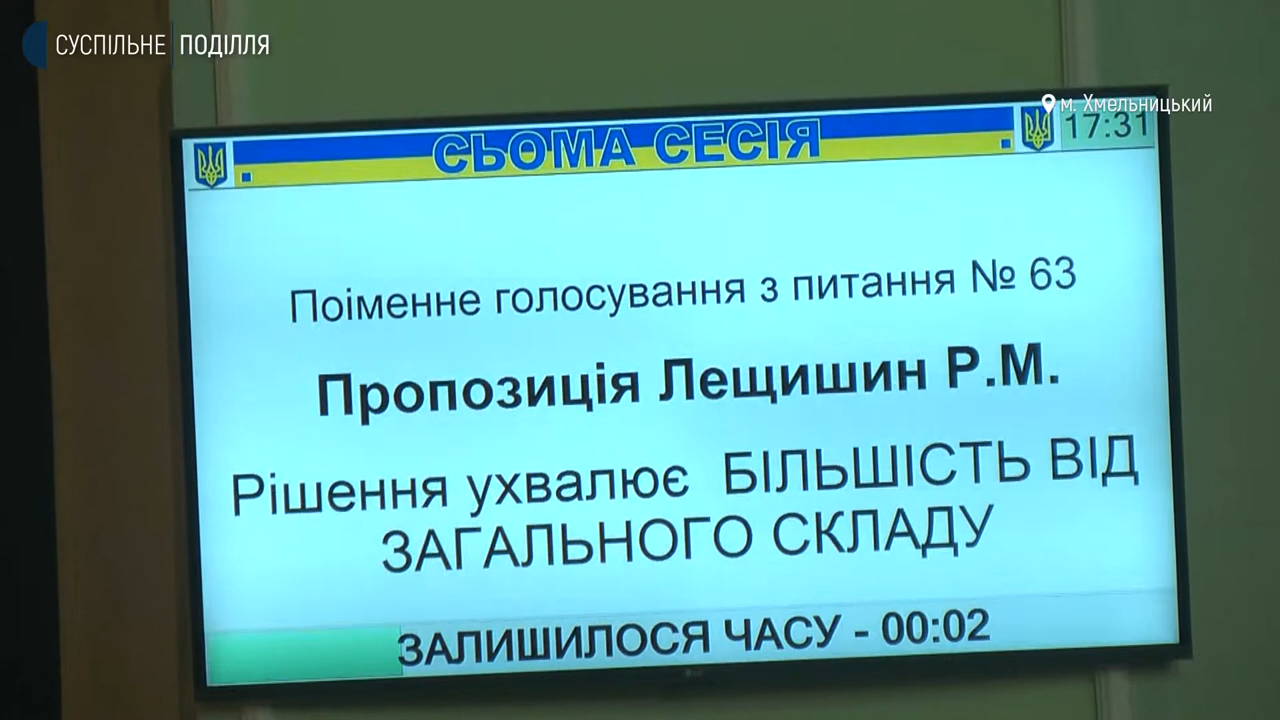 СУСПІЛЬНЕ ПОДІЛЛЯ
м. Хмельницький
СЬОМА СЕСІЯ
17:31
Поіменне голосування з питання № 63
Пропозиція Лещишин Р.М.
Рішення ухвалює БІЛЬШІСТЬ ВІД
ЗАГАЛЬНОГО СКЛАДУ
ЗАЛИШИЛОСЯ ЧАСУ - 00:02